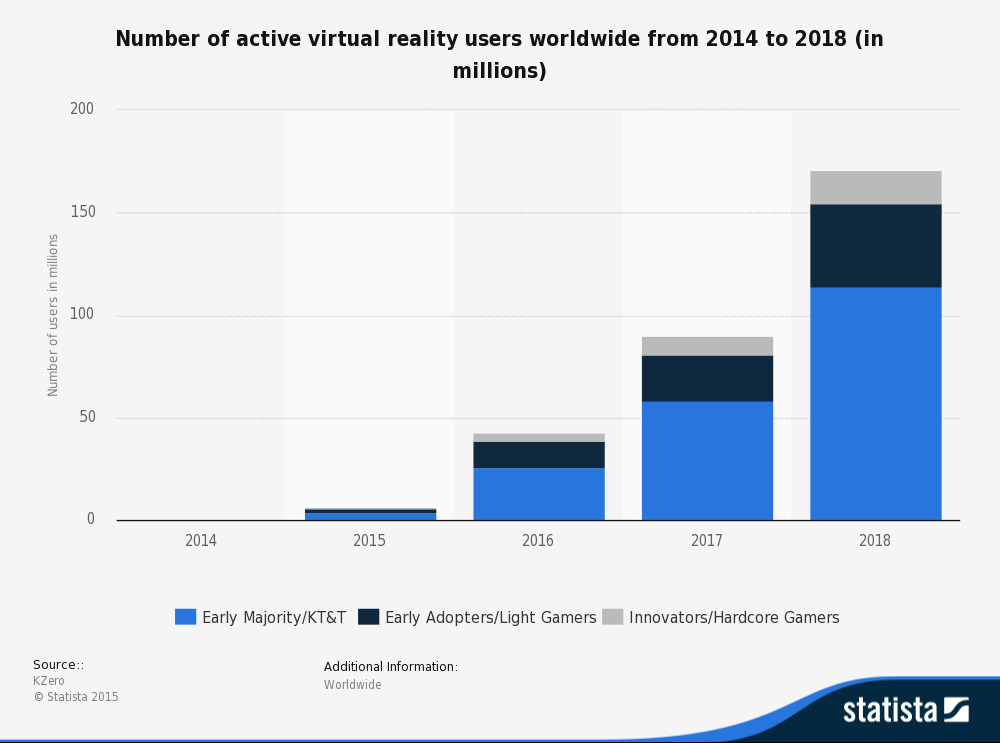 Number of active virtual reality users worldwide from 2014 to 2018 (in
millions)
200
150
100
50
0
Number of users in millions
2014 2015 2016 2017 2018
Early Majority/KT&T Early Adopters/Light Gamers Innovators/Hardcore Gamers
Source::
KZero
© Statista 2015
Additional Information:
Worldwide
statista